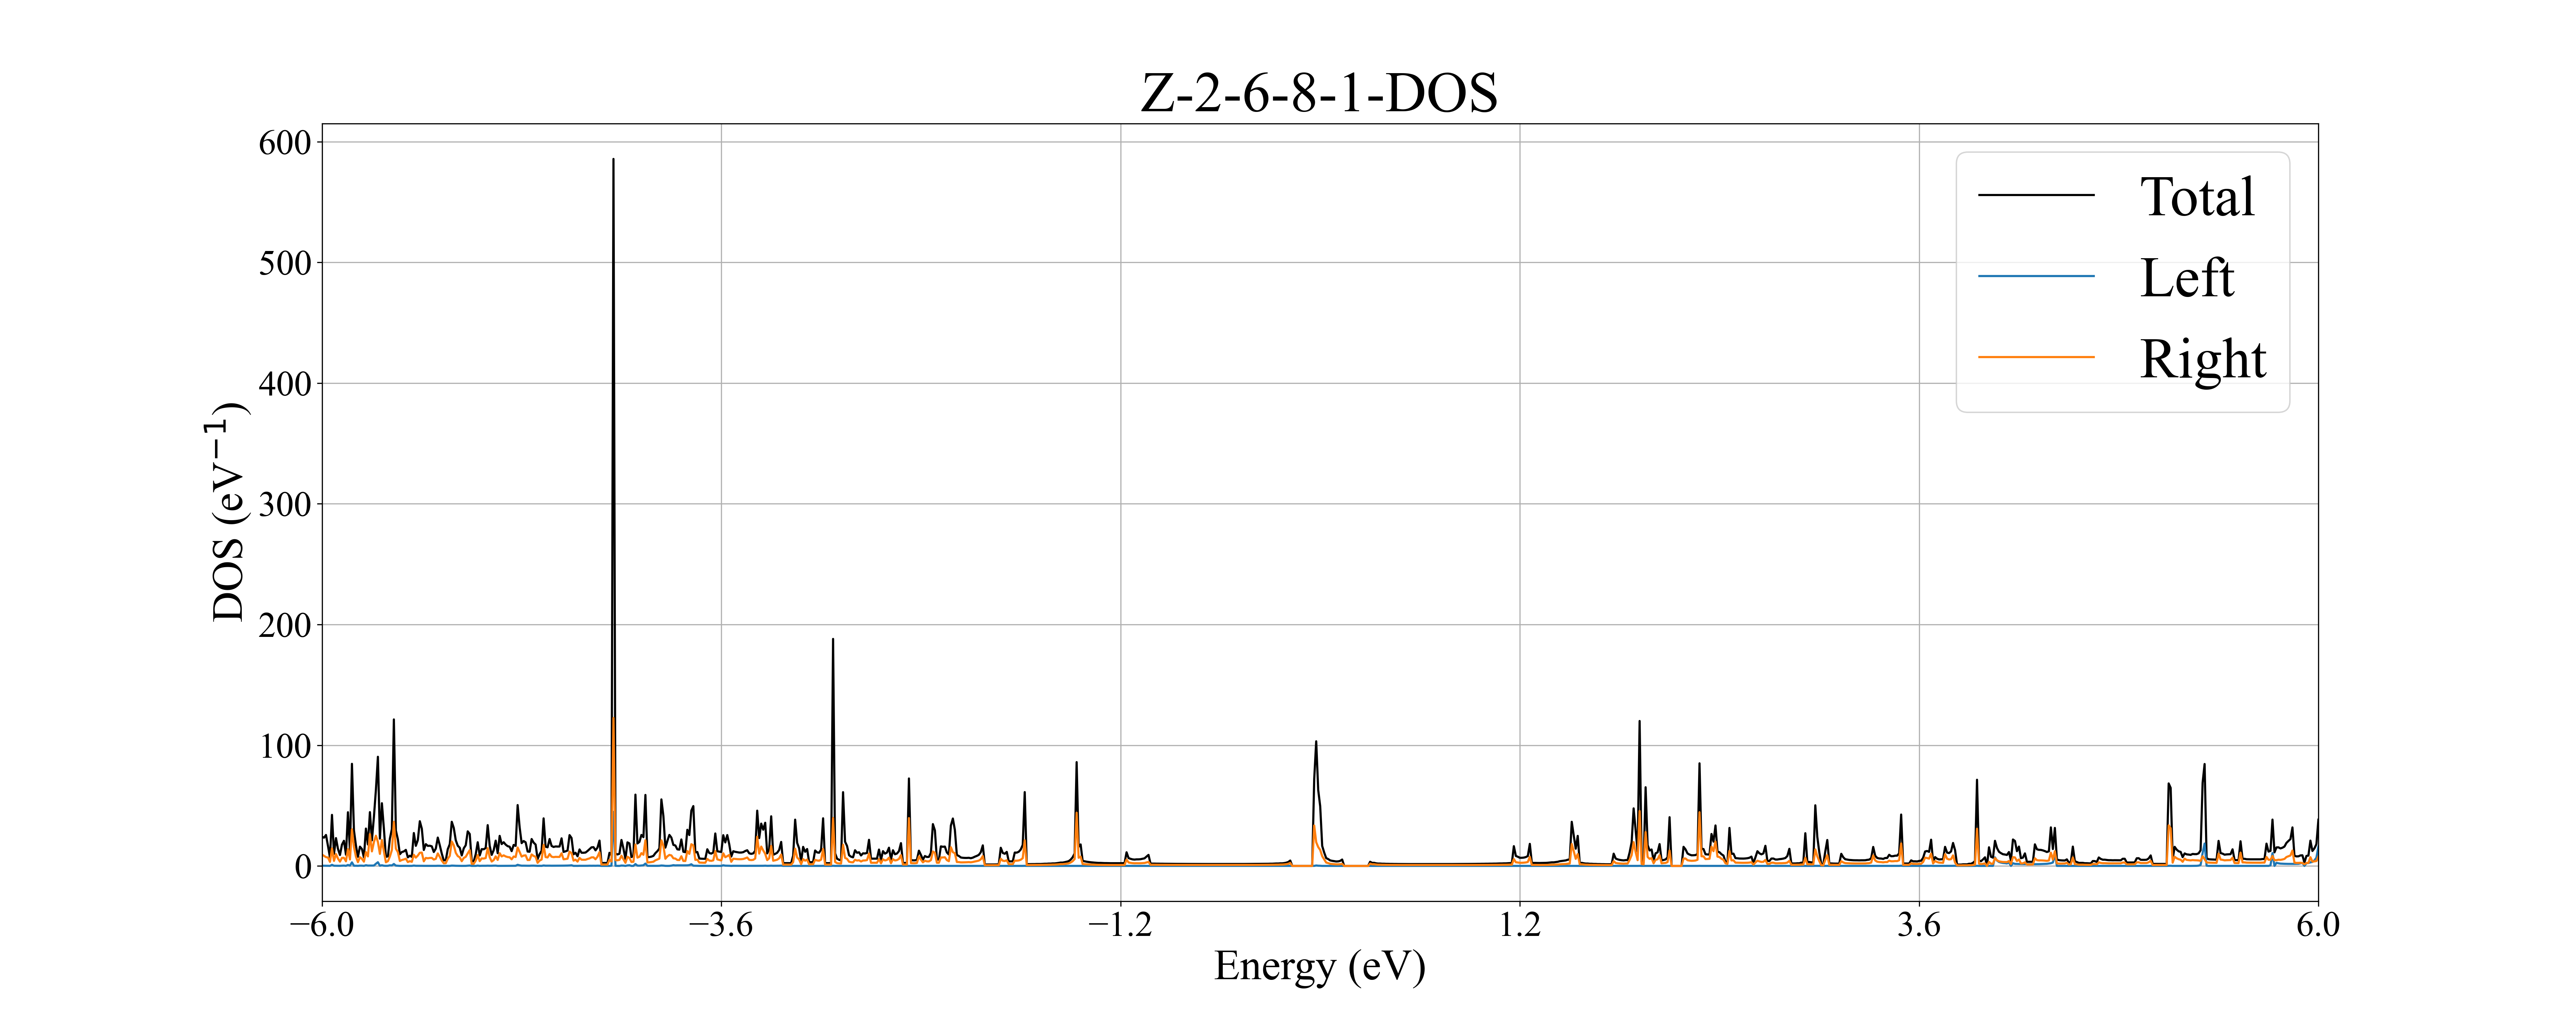 Z-2-6-8-1-DOS
600
500
400
300
200
100
0
DOS (eV⁻¹)
Total
Left
Right
−6.0
−3.6
−1.2
1.2
3.6
6.0
Energy (eV)